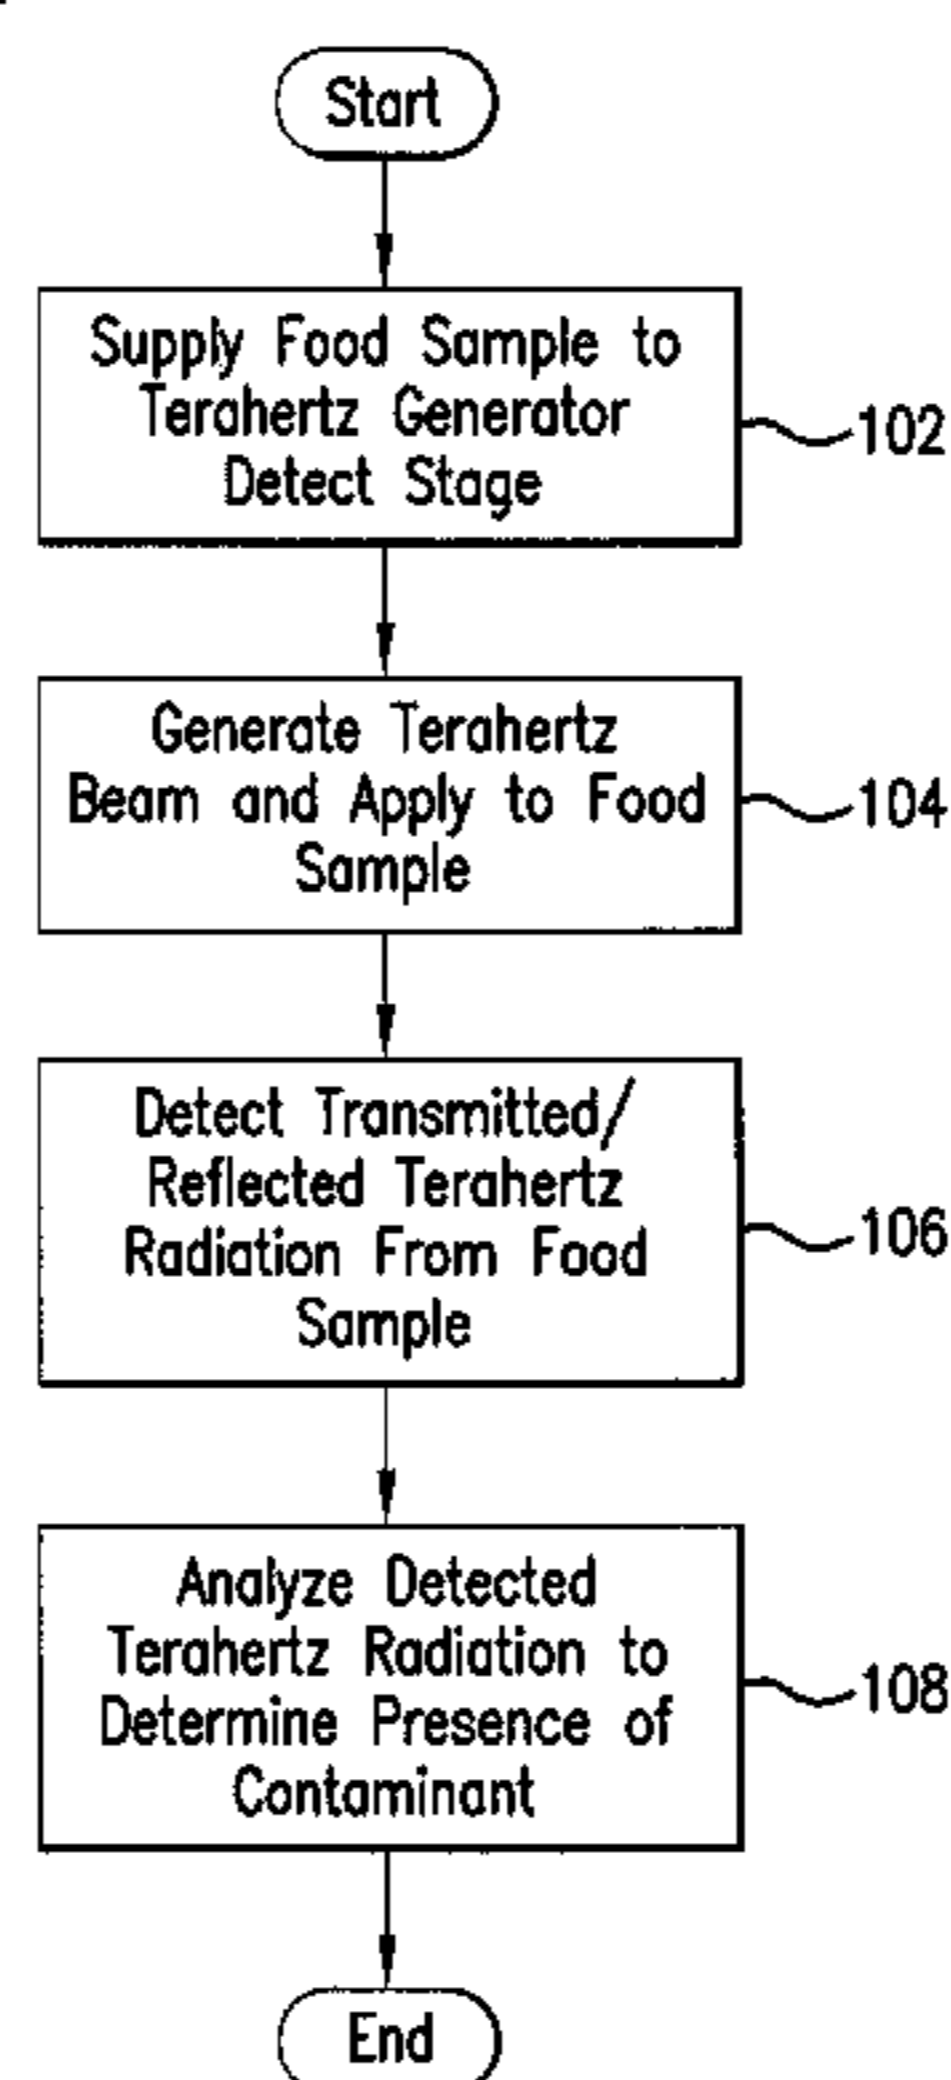 Start
Supply Food Sample to
Terahertz Generator
Detect Stage
102
Generate Terahertz
Beam and Apply to Food
Sample
104
Detect Transmitted/
Reflected Terahertz
Radiation From Food
Sample
106
Analyze Detected
Terahertz Radiation to
Determine Presence of
Contaminant
108
End